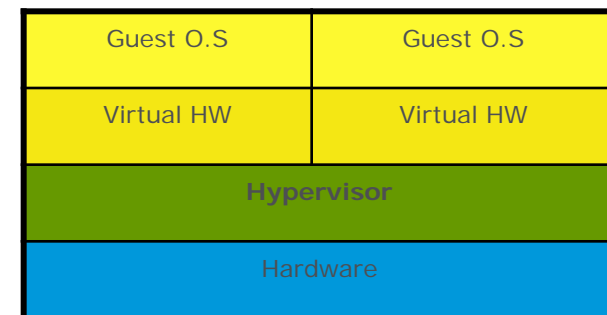 Guest O.S Guest O.S
Virtual HW Virtual HW
Hypervisor
Hardware